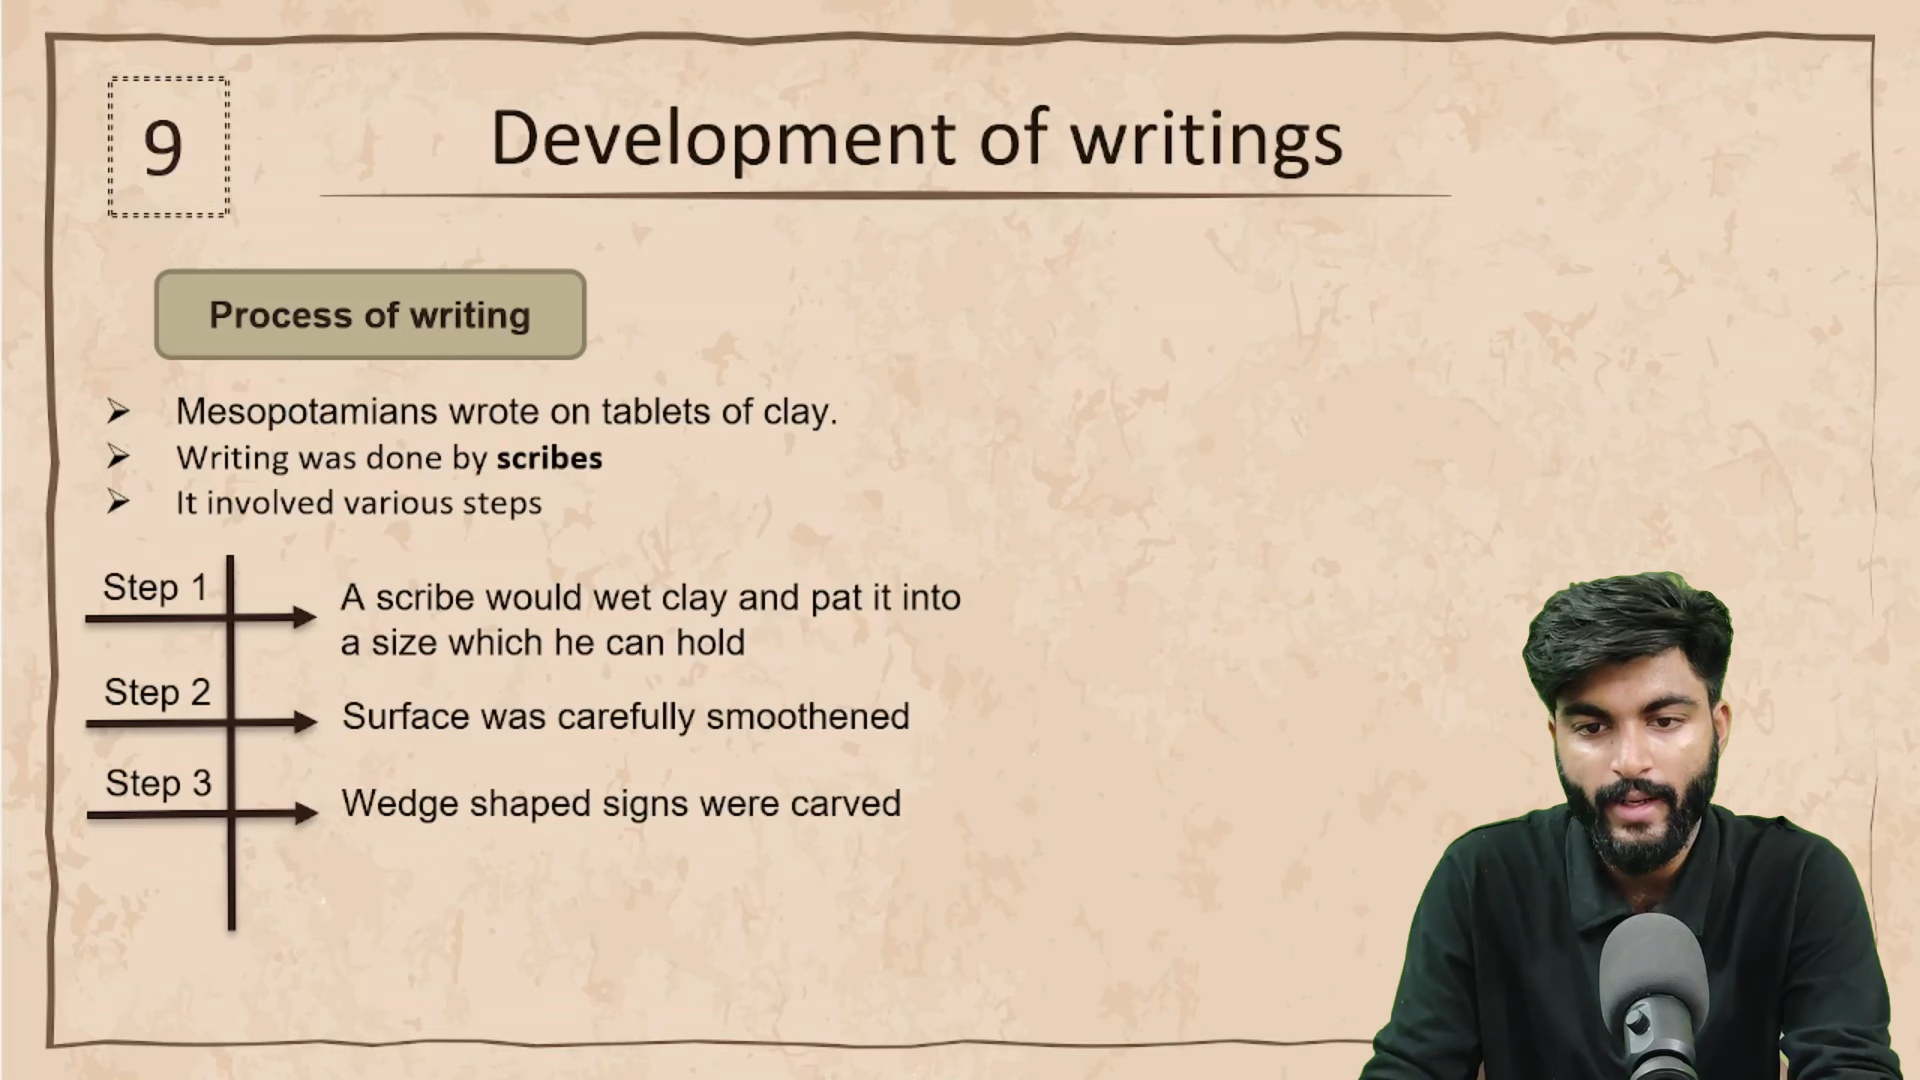 9
Development of writings
Process of writing
➢ Mesopotamians wrote on tablets of clay.
➢ Writing was done by scribes
➢ It involved various steps
Step 1
A scribe would wet clay and pat it into
a size which he can hold
Step 2
Surface was carefully smoothened
Step 3
Wedge shaped signs were carved